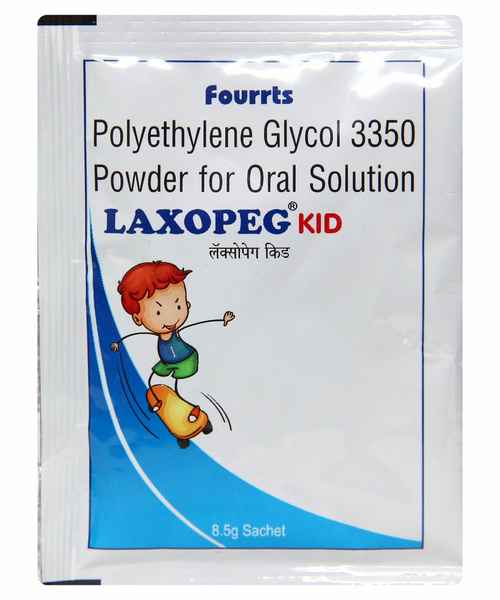 Fourrts
Polyethylene Glycol 3350
Powder for Oral Solution
LAXOPEG® KID
लॅक्सोपेग किड
8.5g Sachet